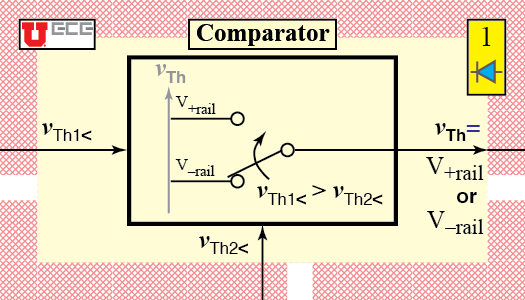 U ECE
Comparator
1
vTh
V+rail
vTh1<
vTh=
V–rail
V+rail
or
vTh1< > vTh2<
V–rail
vTh2<